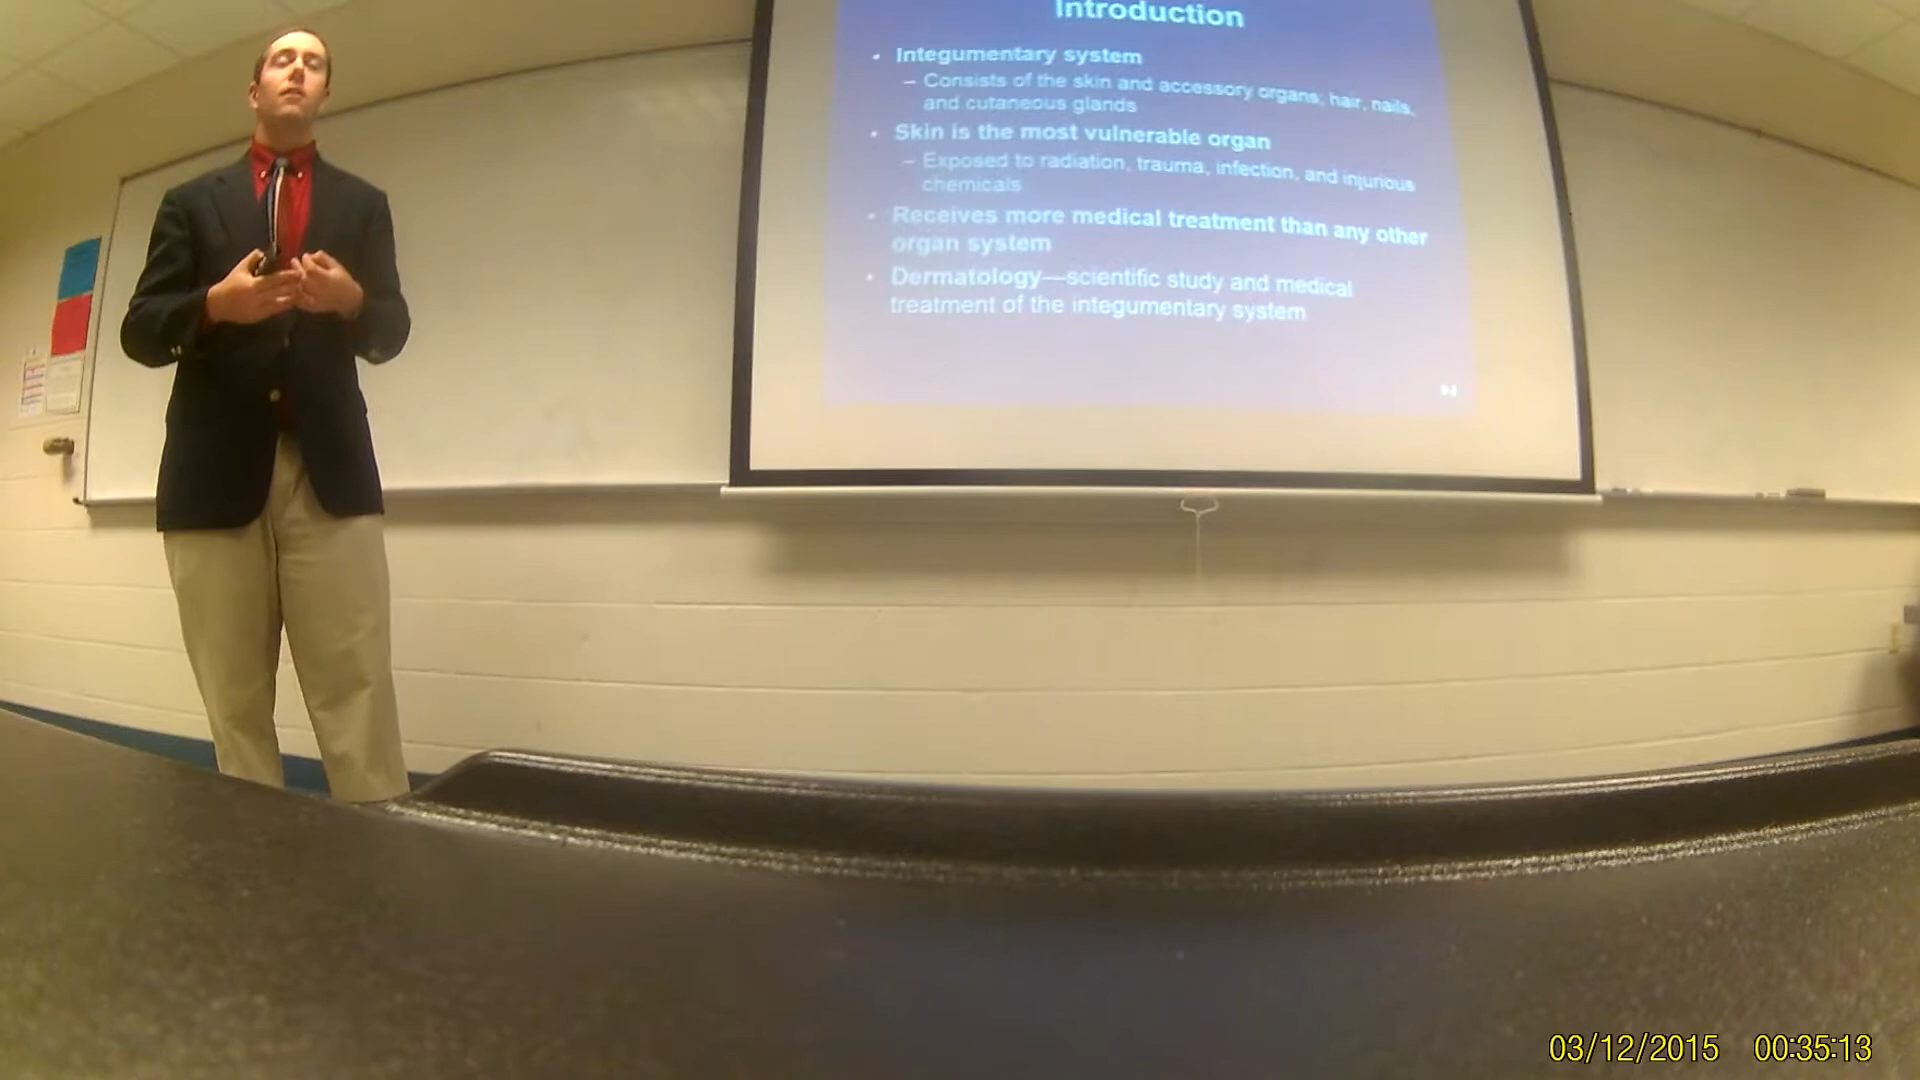 Introduction
• Integumentary system
– Consists of the skin and accessory organs; hair, nails,
and cutaneous glands
• Skin is the most vulnerable organ
– Exposed to radiation, trauma, infection, and injurious
chemicals
• Receives more medical treatment than any other
organ system
• Dermatology—scientific study and medical
treatment of the integumentary system
03/12/2015 00:35:13